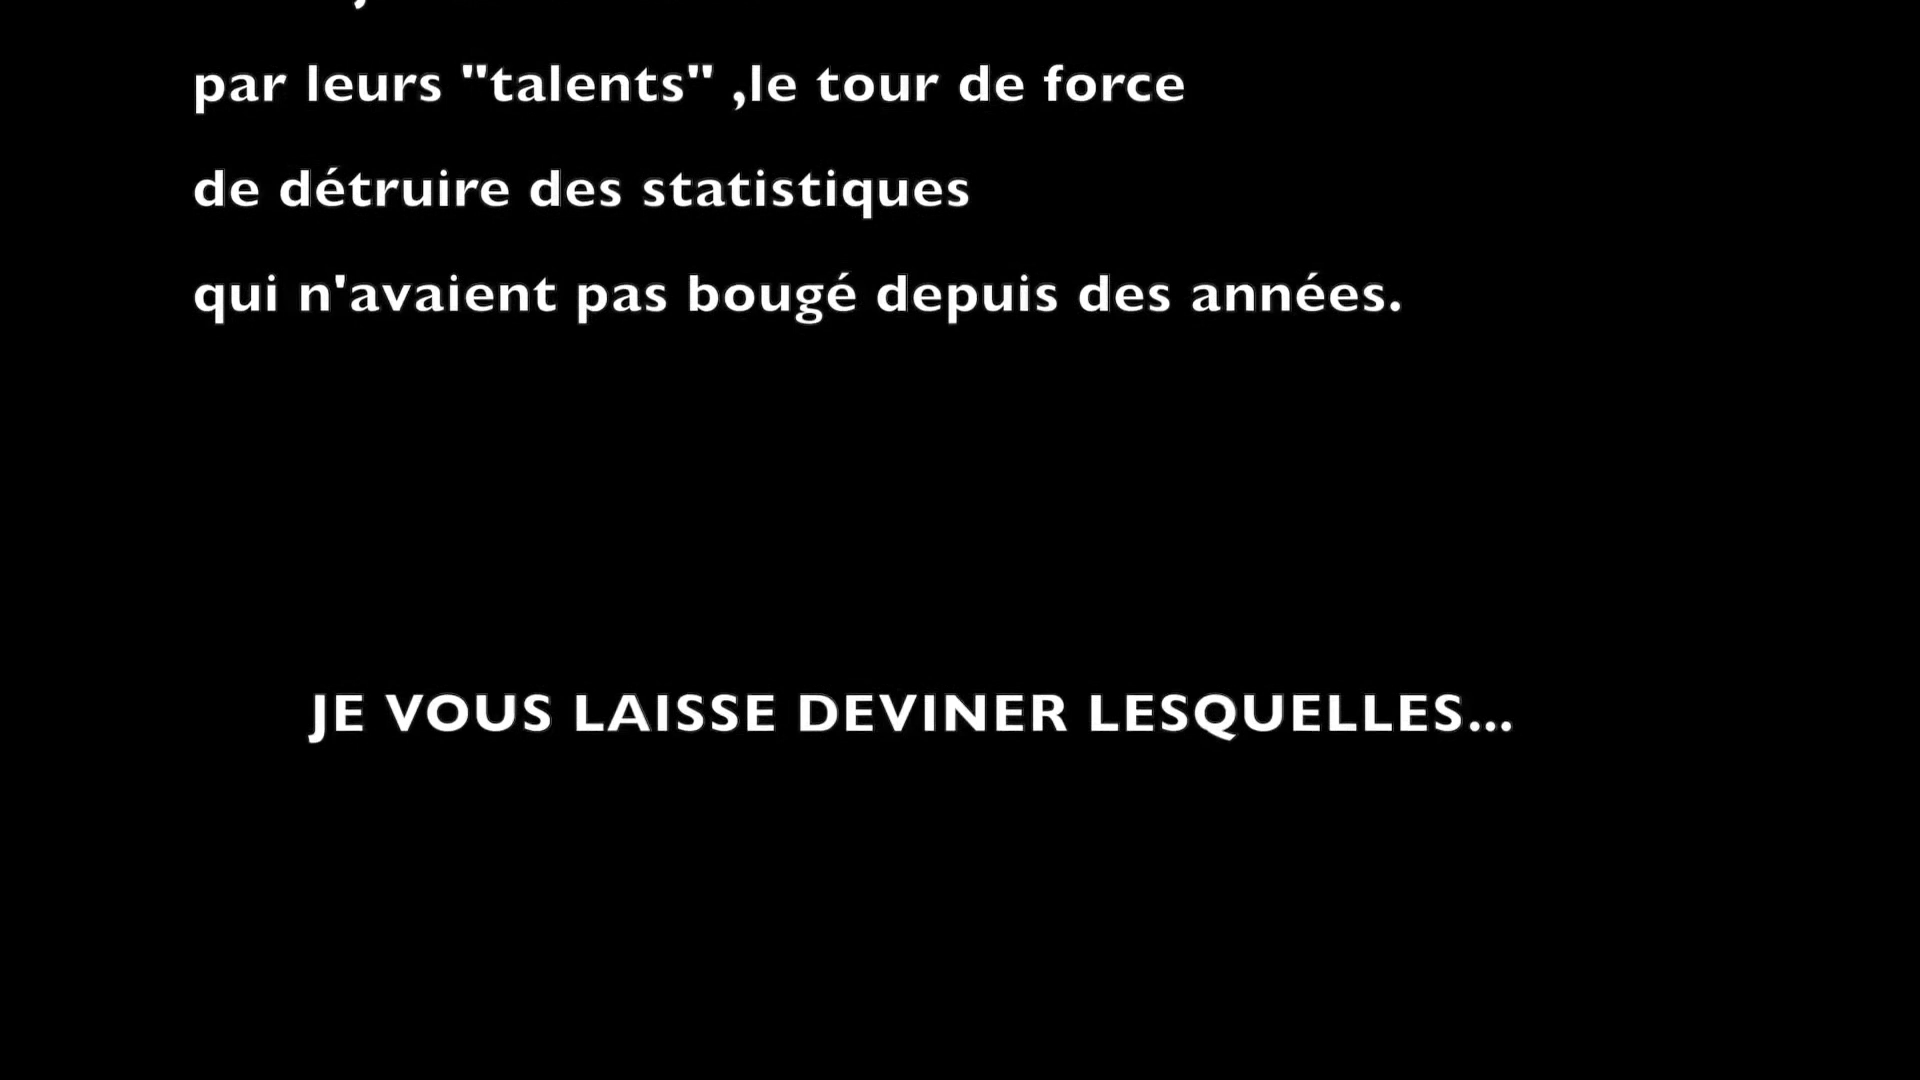 par leurs "talents" ,le tour de force
de détruire des statistiques
qui n'avaient pas bougé depuis des années.
JE VOUS LAISSE DEVINER LESQUELLES...